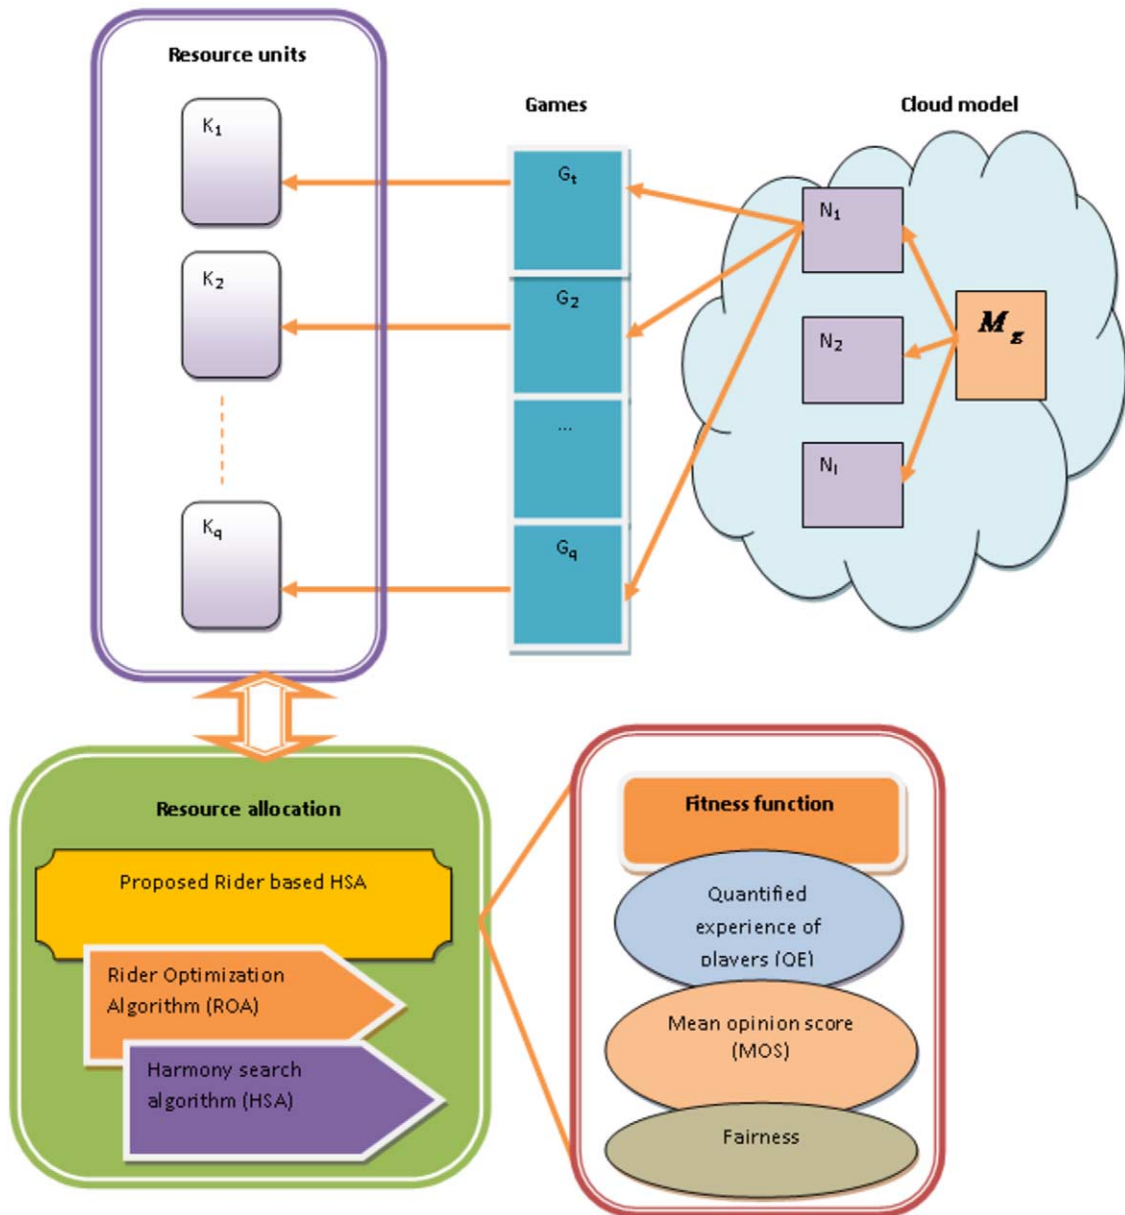 Resource units
Games
Cloud model
K1
K2
Kq
Gt
G2
...
Gq
N1
N2
Nl
Mg
Resource allocation
Proposed Rider based HSA
Rider Optimization
Algorithm (ROA)
Harmony search
algorithm (HSA)
Fitness function
Quantified
experience of
players (QE)
Mean opinion score
(MOS)
Fairness